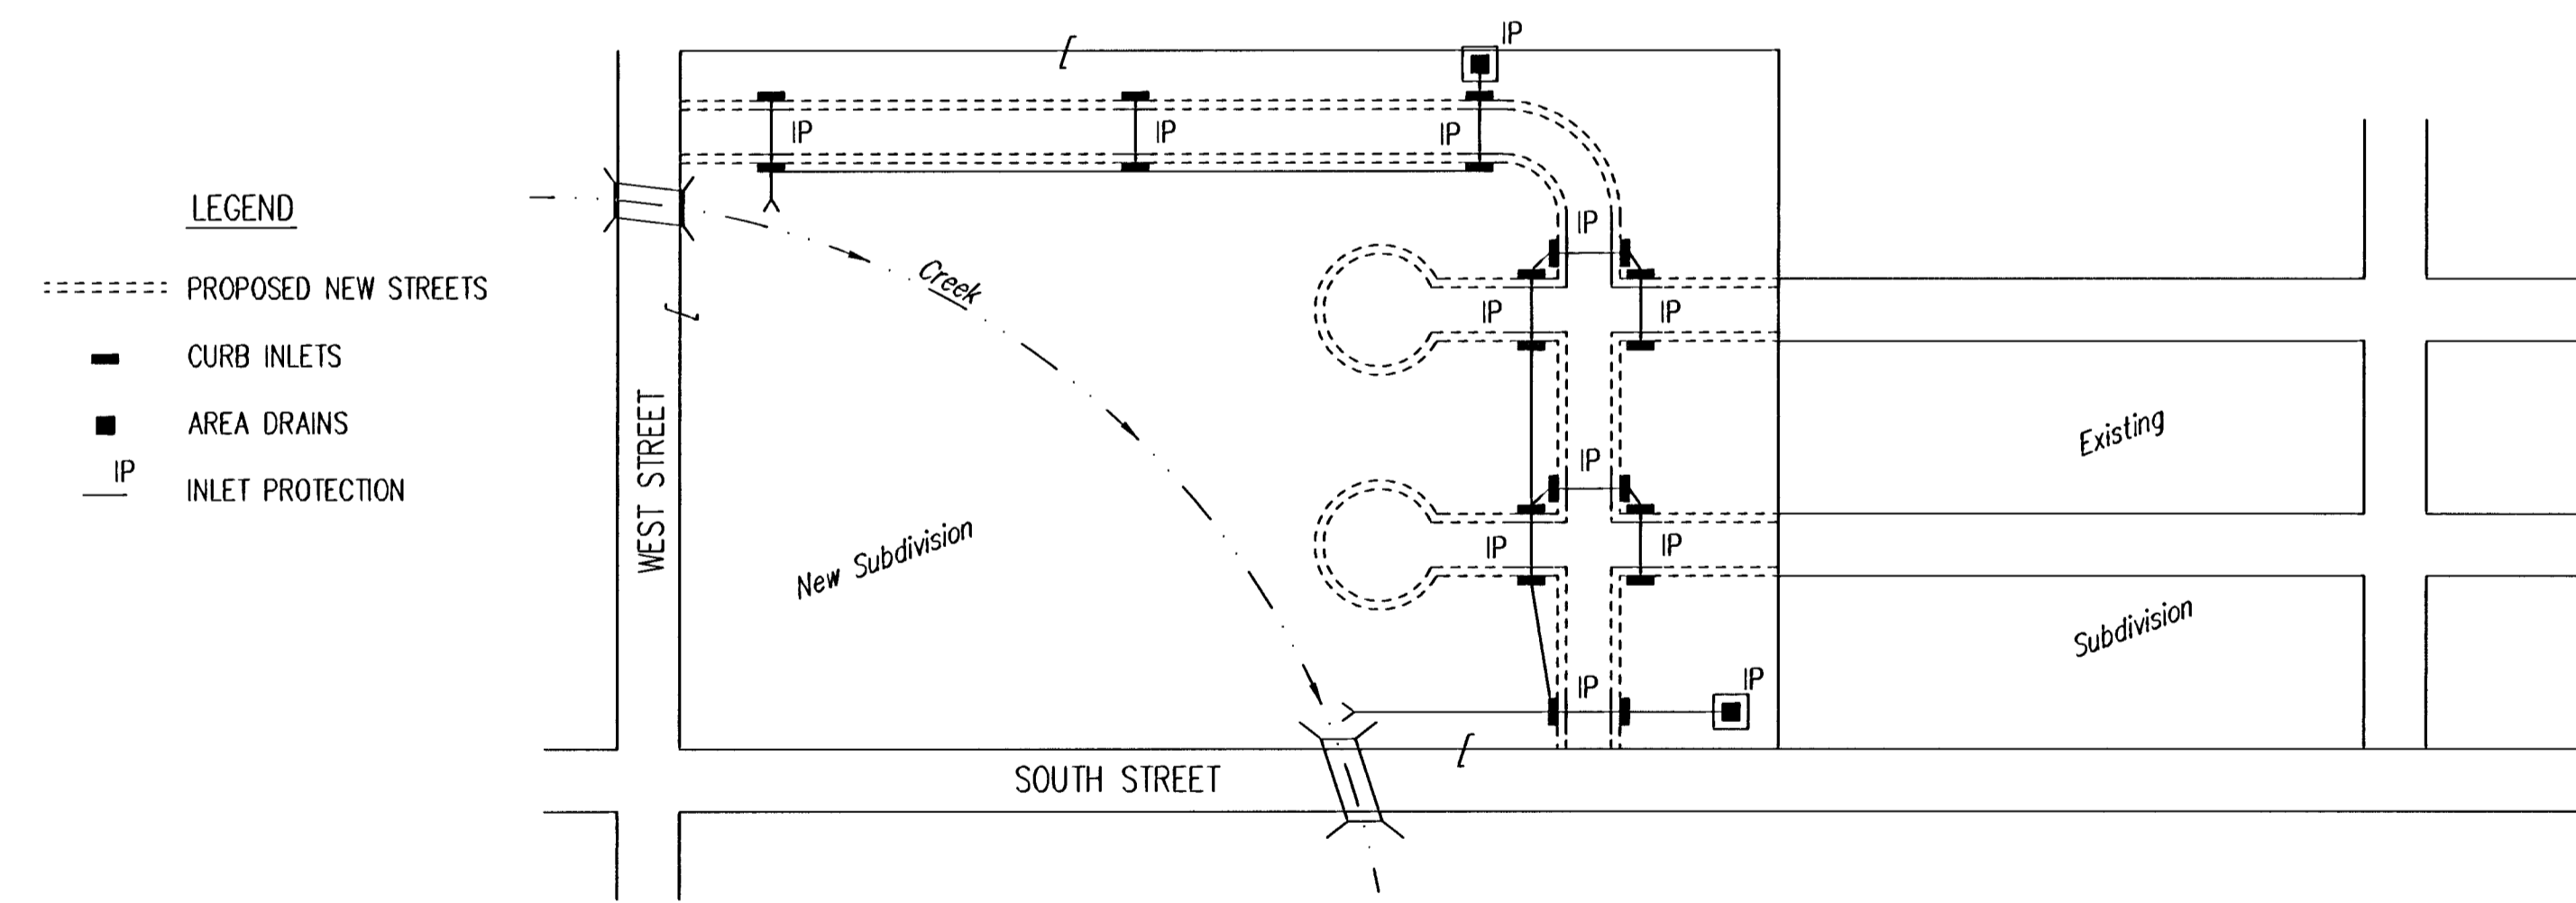 IP
IP
IP
IP
LEGEND
PROPOSED NEW STREETS
CURB INLETS
AREA DRAINS
IP
INLET PROTECTION
WEST STREET
Creek
New Subdivision
IP
IP
IP
IP
IP
IP
IP
IP
Existing
Subdivision
SOUTH STREET